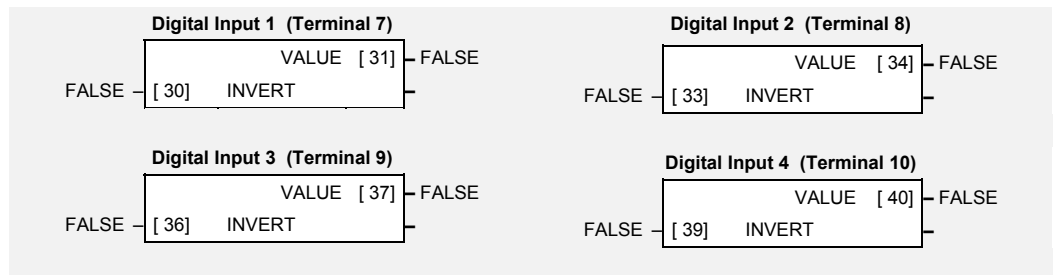 Digital Input 1 (Terminal 7)
VALUE [ 31] – FALSE
FALSE – [ 30] INVERT –
Digital Input 2 (Terminal 8)
VALUE [ 34] – FALSE
FALSE – [ 33] INVERT –
Digital Input 3 (Terminal 9)
VALUE [ 37] – FALSE
FALSE – [ 36] INVERT –
Digital Input 4 (Terminal 10)
VALUE [ 40] – FALSE
FALSE – [ 39] INVERT –